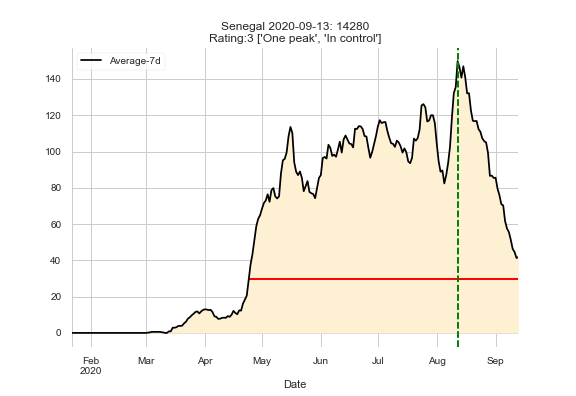 Senegal 2020-09-13: 14280
Rating:3 ['One peak', 'In control']
Average-7d
140
120
100
80
60
40
20
0
Feb
2020
Mar
Apr
May
Jun
Jul
Aug
Sep
Date